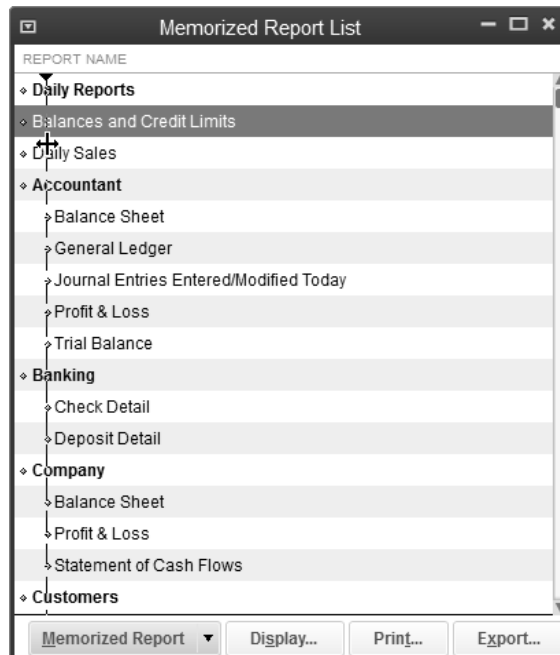 Memorized Report List
REPORT NAME
Daily Reports
Balances and Credit Limits
Daily Sales
Accountant
Balance Sheet
General Ledger
Journal Entries Entered/Modified Today
Profit & Loss
Trial Balance
Banking
Check Detail
Deposit Detail
Company
Balance Sheet
Profit & Loss
Statement of Cash Flows
Customers
Memorized Report Display... Print... Export...